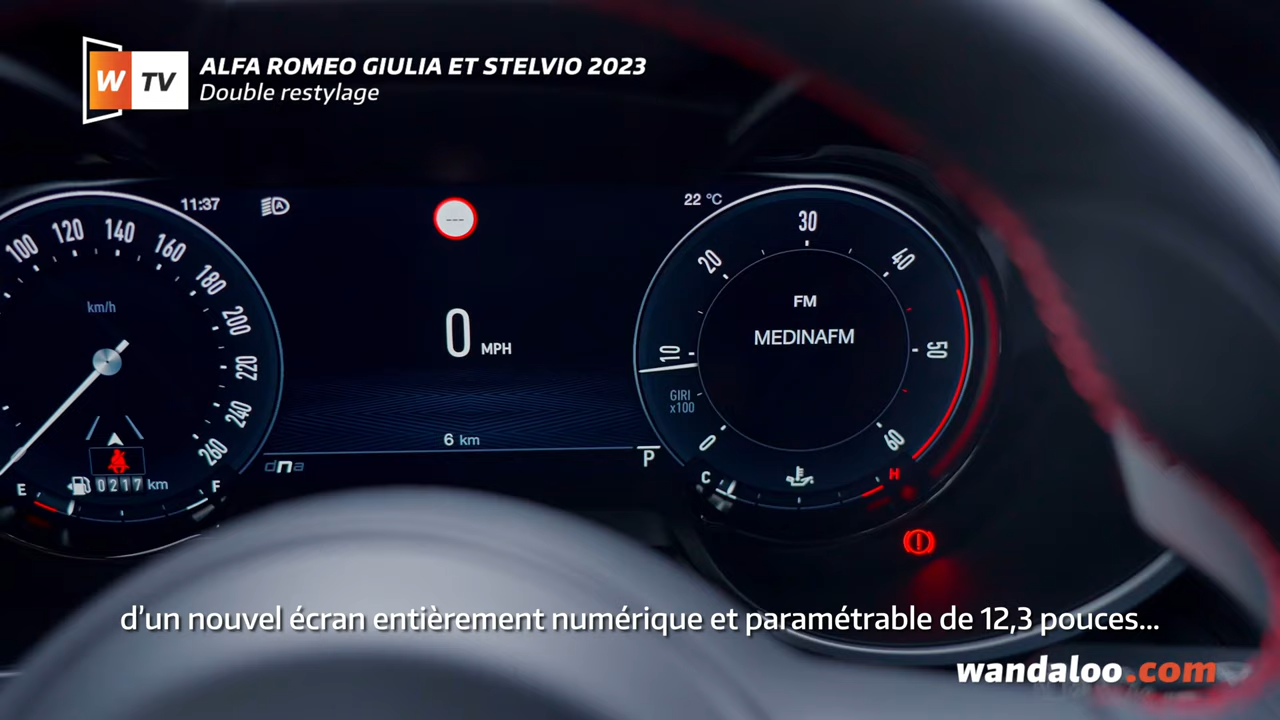 W TV
ALFA ROMEO GIULIA ET STELVIO 2023
Double restylage
11:37
A
---
22 °C
100 120 140 160 180 200 220 240 260
km/h
0 MPH
6 km
dna
P
E 0217 km F
0 10 20 30 40 50 60
FM
MEDINAFM
GIRI
x100
C H
d'un nouvel écran entièrement numérique et paramétrable de 12,3 pouces...
wandaloo.com